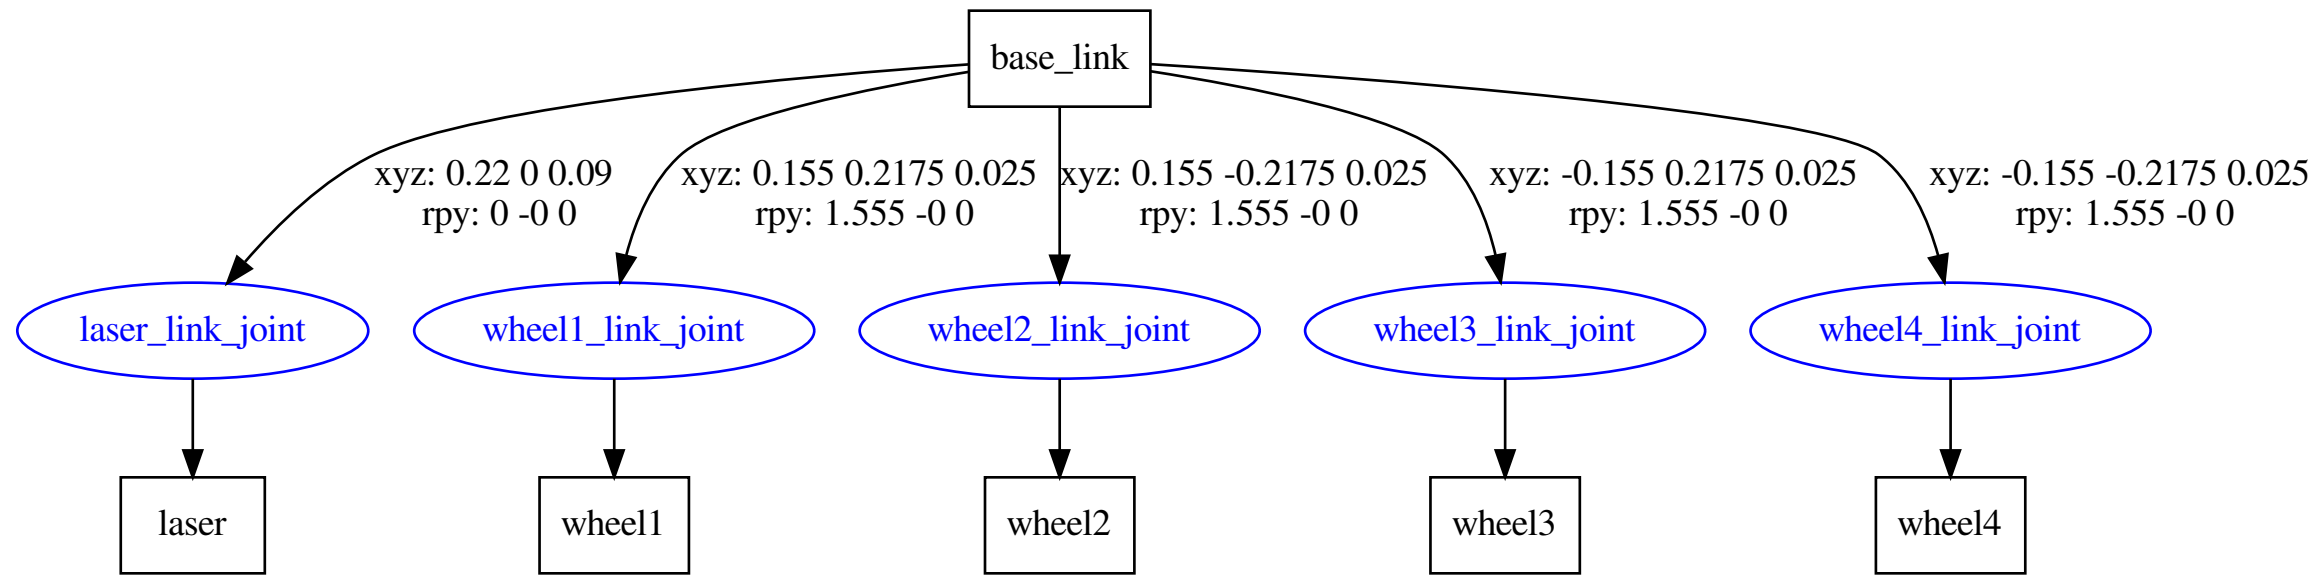 base_link
xyz: 0.22 0 0.09
rpy: 0 -0 0
xyz: 0.155 0.2175 0.025
rpy: 1.555 -0 0
xyz: 0.155 -0.2175 0.025
rpy: 1.555 -0 0
xyz: -0.155 0.2175 0.025
rpy: 1.555 -0 0
xyz: -0.155 -0.2175 0.025
rpy: 1.555 -0 0
laser_link_joint
wheel1_link_joint
wheel2_link_joint
wheel3_link_joint
wheel4_link_joint
laser
wheel1
wheel2
wheel3
wheel4